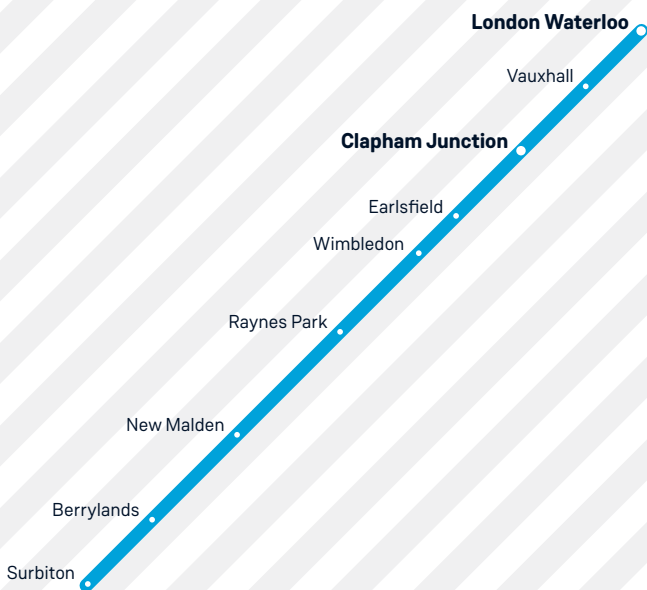 London Waterloo
Vauxhall
Clapham Junction
Earlsfield
Wimbledon
Raynes Park
New Malden
Berrylands
Surbiton